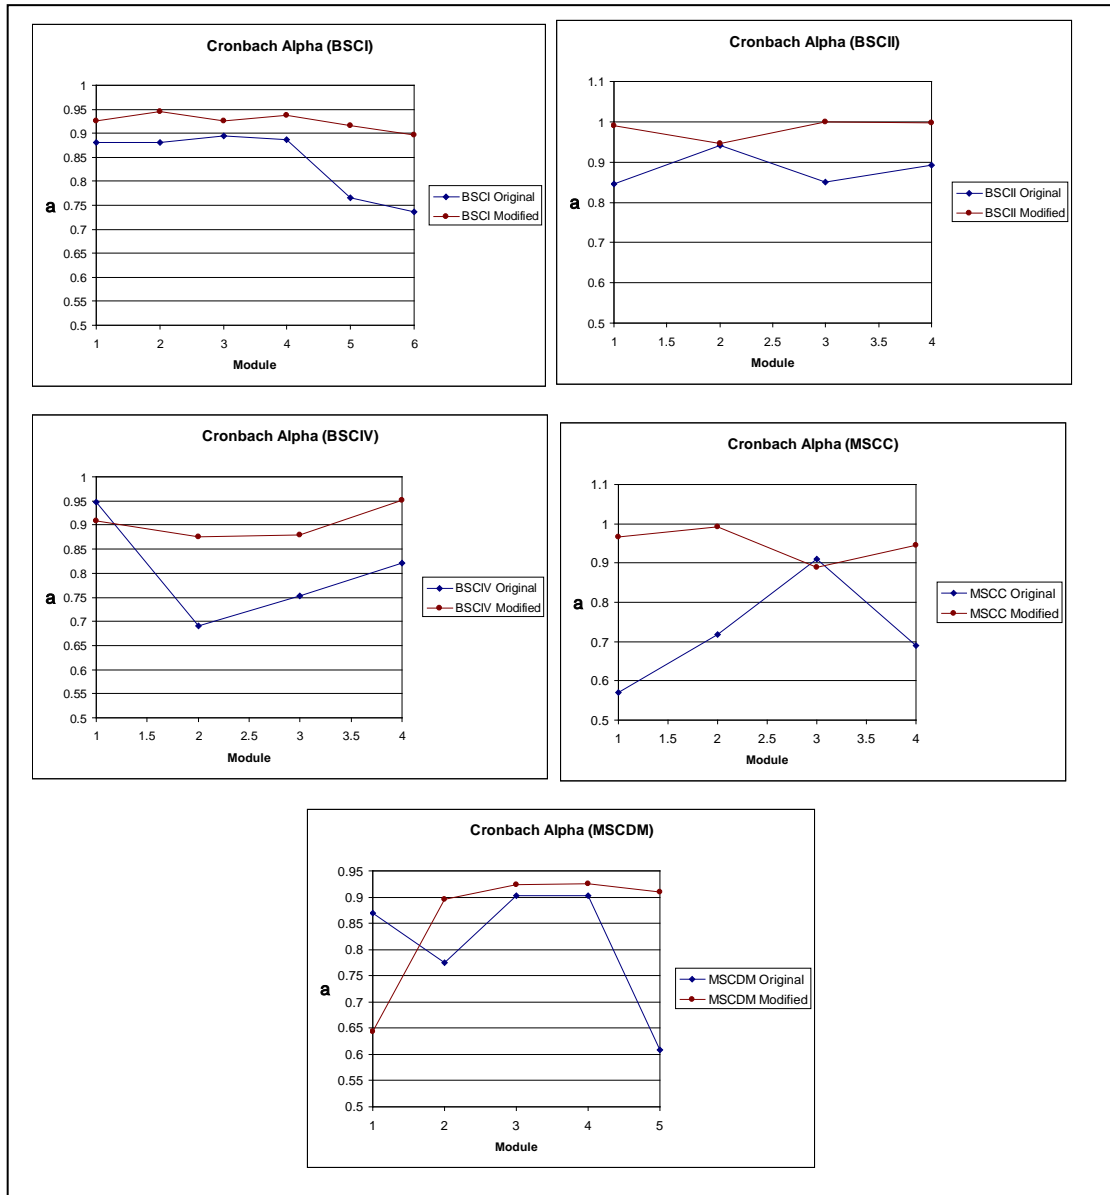 Cronbach Alpha (BSCI)
1
0.95
0.9
0.85
0.8
0.75
0.7
0.65
0.6
0.55
0.5
a
1 2 3 4 5 6
Module
BSCI Original
BSCI Modified
Cronbach Alpha (BSCII)
1.1
1
0.9
0.8
0.7
0.6
0.5
a
1 1.5 2 2.5 3 3.5 4
Module
BSCII Original
BSCII Modified
Cronbach Alpha (BSCIV)
1
0.95
0.9
0.85
0.8
0.75
0.7
0.65
0.6
0.55
0.5
a
1 1.5 2 2.5 3 3.5 4
Module
BSCIV Original
BSCIV Modified
Cronbach Alpha (MSCC)
1.1
1
0.9
0.8
0.7
0.6
0.5
a
1 1.5 2 2.5 3 3.5 4
Module
MSCC Original
MSCC Modified
Cronbach Alpha (MSCDM)
0.95
0.9
0.85
0.8
0.75
0.7
0.65
0.6
0.55
0.5
a
1 2 3 4 5
Module
MSCDM Original
MSCDM Modified